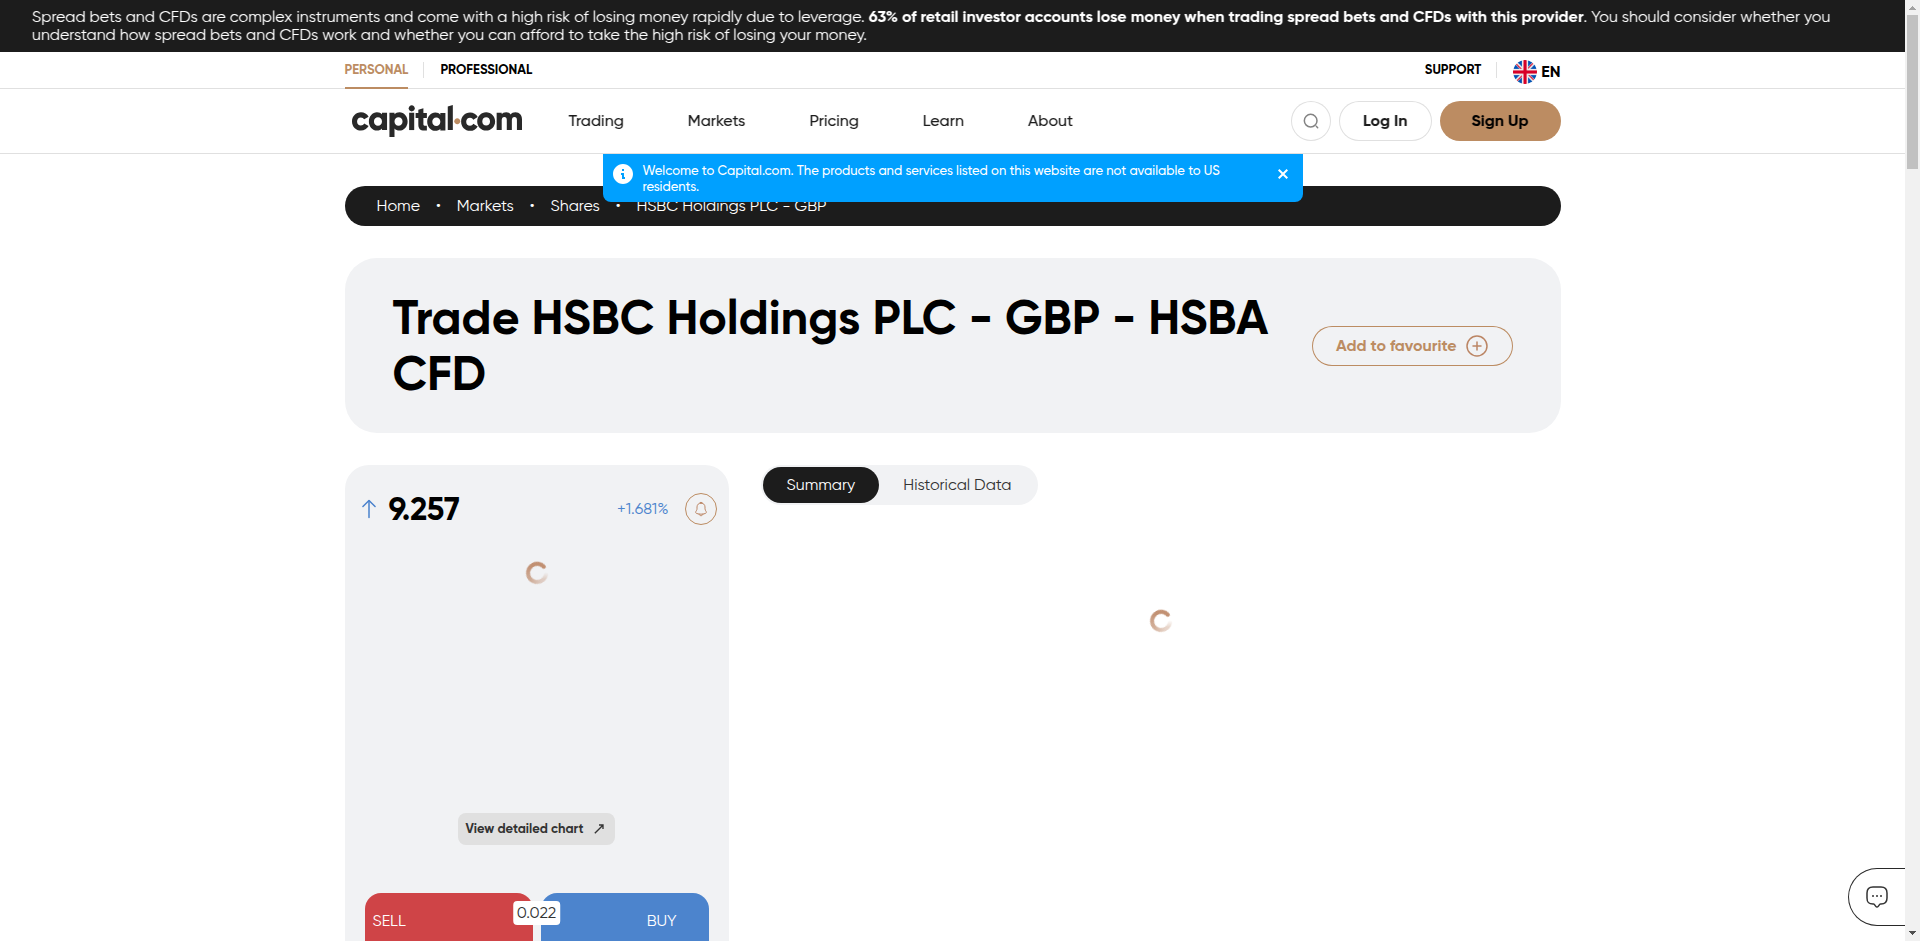 Spread bets and CFDs are complex instruments and come with a high risk of losing money rapidly due to leverage. 63% of retail investor accounts lose money when trading spread bets and CFDs with this provider. You should consider whether you
understand how spread bets and CFDs work and whether you can afford to take the high risk of losing your money.
PERSONAL PROFESSIONAL SUPPORT EN
capital.com Trading Markets Pricing Learn About Log In Sign Up
Welcome to Capital.com. The products and services listed on this website are not available to US
residents.
Home • Markets • Shares • HSBC Holdings PLC - GBP
Trade HSBC Holdings PLC - GBP - HSBA
CFD
Add to favourite
9.257 +1.681%
Summary Historical Data
View detailed chart
SELL 0.022 BUY